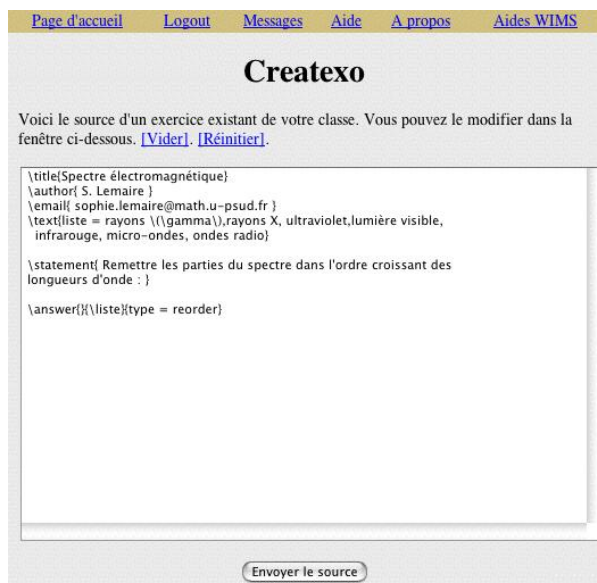 Page d'accueil Logout Messages Aide A propos Aides WIMS
Createxo
Voici le source d'un exercice existant de votre classe. Vous pouvez le modifier dans la
fenêtre ci-dessous. [Vider]. [Réinitier].
\title{Spectre électromagnétique}
\author{ S. Lemaire }
\email{ sophie.lemaire@math.u-psud.fr }
\text{liste = rayons \(\gamma\),rayons X, ultraviolet,lumière visible,
infrarouge, micro-ondes, ondes radio}
\statement{ Remettre les parties du spectre dans l'ordre croissant des
longueurs d'onde : }
\answer{}{\liste}{type = reorder}
Envoyer le source